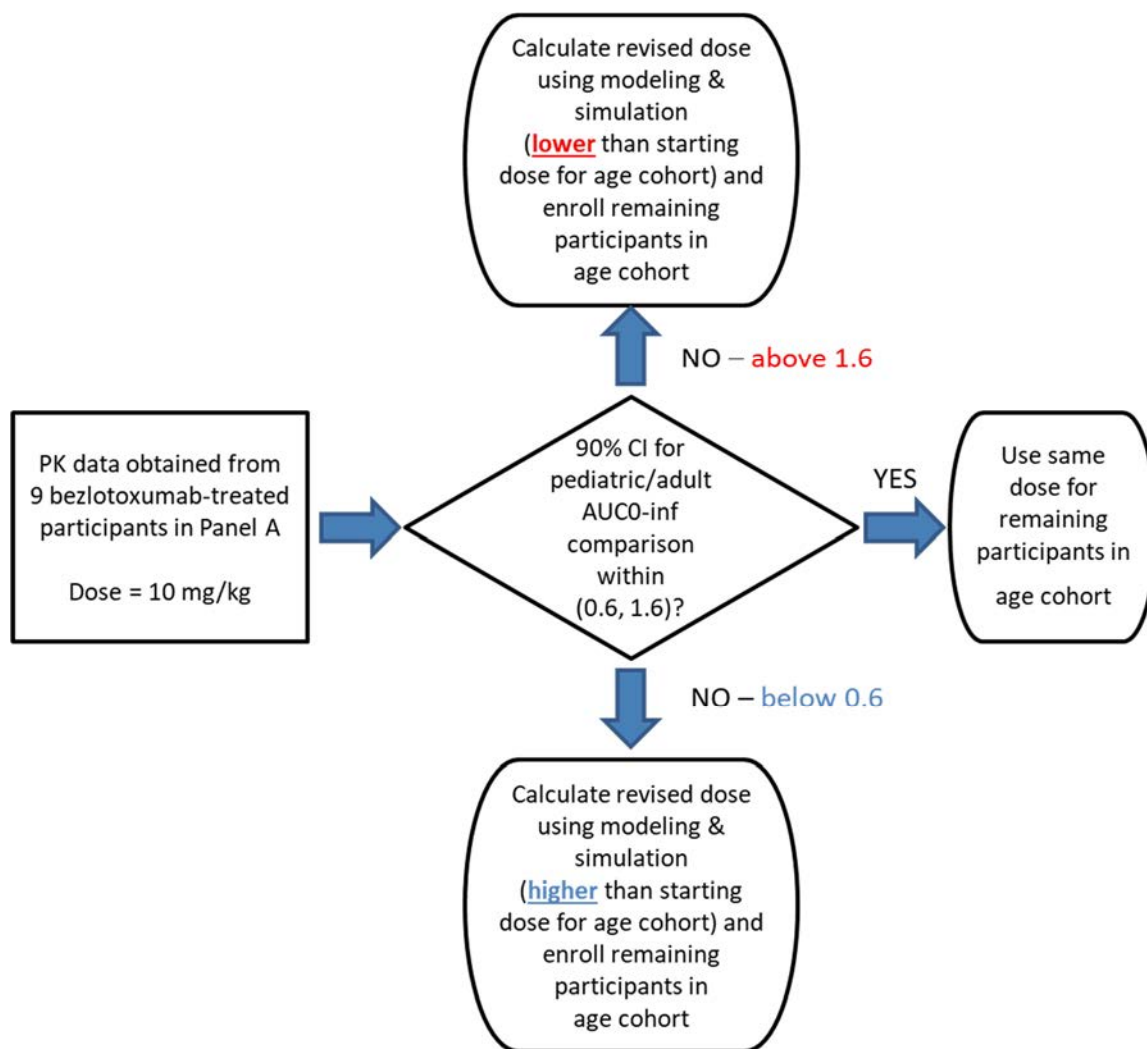 Calculate revised dose
using modeling &
simulation
(lower than starting
dose for age cohort) and
enroll remaining
participants in
age cohort
NO – above 1.6
PK data obtained from
9 bezlotoxumab-treated
participants in Panel A
Dose = 10 mg/kg
90% CI for
pediatric/adult
AUC0-inf
comparison
within
(0.6, 1.6)?
YES
Use same
dose for
remaining
participants in
age cohort
NO – below 0.6
Calculate revised dose
using modeling &
simulation
(higher than starting
dose for age cohort) and
enroll remaining
participants in
age cohort